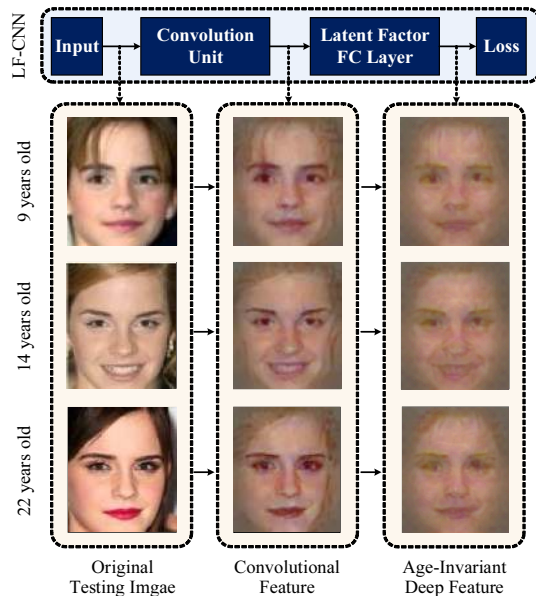 LF-CNN
Input
Convolution
Unit
Latent Factor
FC Layer
Loss
9 years old
14 years old
22 years old
Original
Testing Imgae
Convolutional
Feature
Age-Invariant
Deep Feature